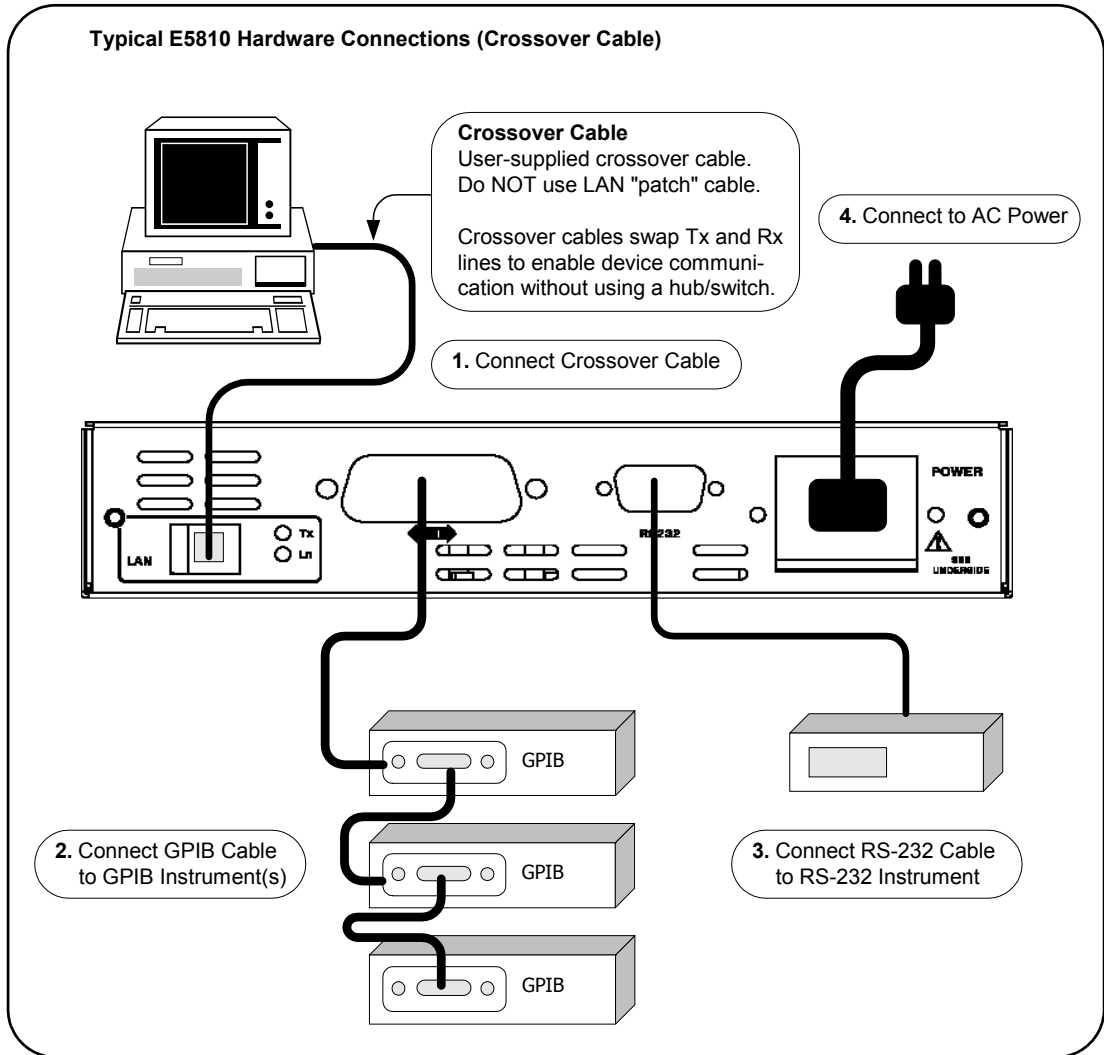 Typical E5810 Hardware Connections (Crossover Cable)
Crossover Cable
User-supplied crossover cable.
Do NOT use LAN "patch" cable.
Crossover cables swap Tx and Rx
lines to enable device communi-
cation without using a hub/switch.
4. Connect to AC Power
1. Connect Crossover Cable
POWER
LAN
Tx
Ln
RS232
SEE
UNDERSIDE
GPIB
GPIB
GPIB
2. Connect GPIB Cable
to GPIB Instrument(s)
3. Connect RS-232 Cable
to RS-232 Instrument